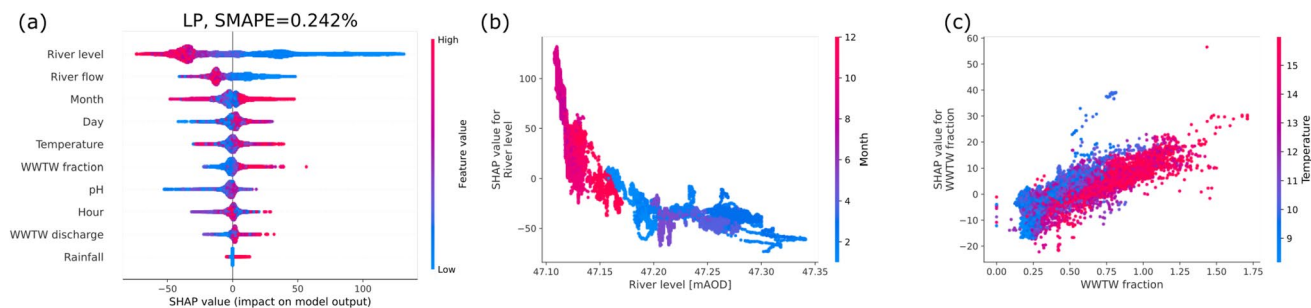 (a)
LP, SMAPE=0.242%
River level
River flow
Month
Day
Temperature
WWTW fraction
pH
Hour
WWTW discharge
Rainfall
−50
0
50
100
SHAP value (impact on model output)
High
Feature value
Low
(b)
SHAP value for
River level
100
50
0
−50
47.10
47.15
47.20
47.25
47.30
47.35
River level [mAOD]
12
10
8
6
4
2
Month
(c)
SHAP value for
WWTW fraction
60
50
40
30
20
10
0
−10
−20
0.00
0.25
0.50
0.75
1.00
1.25
1.50
1.75
WWTW fraction
15
14
13
12
11
10
9
Temperature